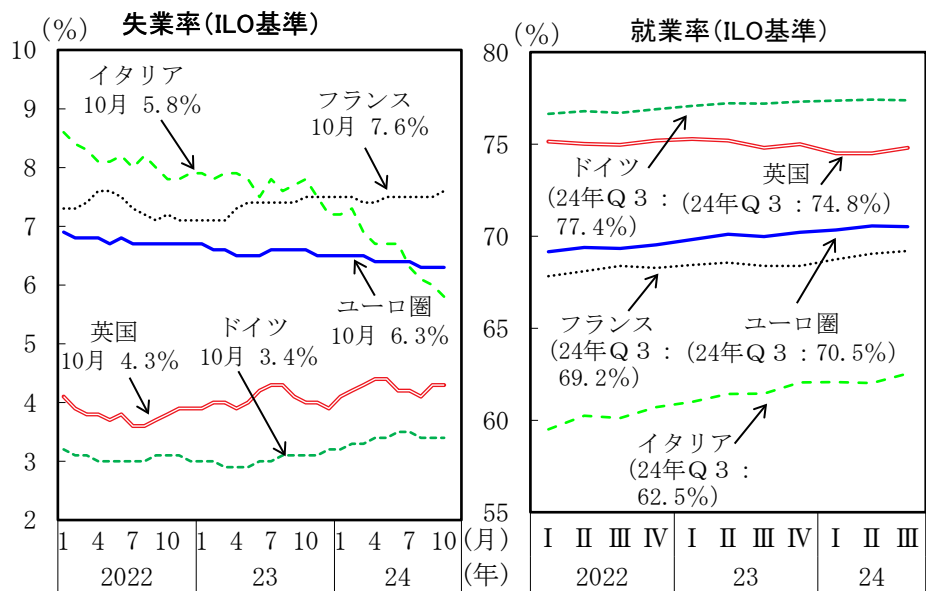 失業率(ILO基準)
(%)
10
9
8
7
6
5
4
3
2
イタリア
10月 5.8%
フランス
10月 7.6%
ユーロ圏
10月 6.3%
英国
10月 4.3%
ドイツ
10月 3.4%
1 4 7 10 1 4 7 10 1 4 7 10 (月)
2022 23 24 (年)
就業率(ILO基準)
(%)
80
75
70
65
60
55
ドイツ
(24年Q3:
77.4%)
英国
(24年Q3:74.8%)
フランス
(24年Q3:
69.2%)
ユーロ圏
(24年Q3:70.5%)
イタリア
(24年Q3:
62.5%)
Ⅰ Ⅱ Ⅲ Ⅳ Ⅰ Ⅱ Ⅲ Ⅳ Ⅰ Ⅱ Ⅲ
2022 23 24